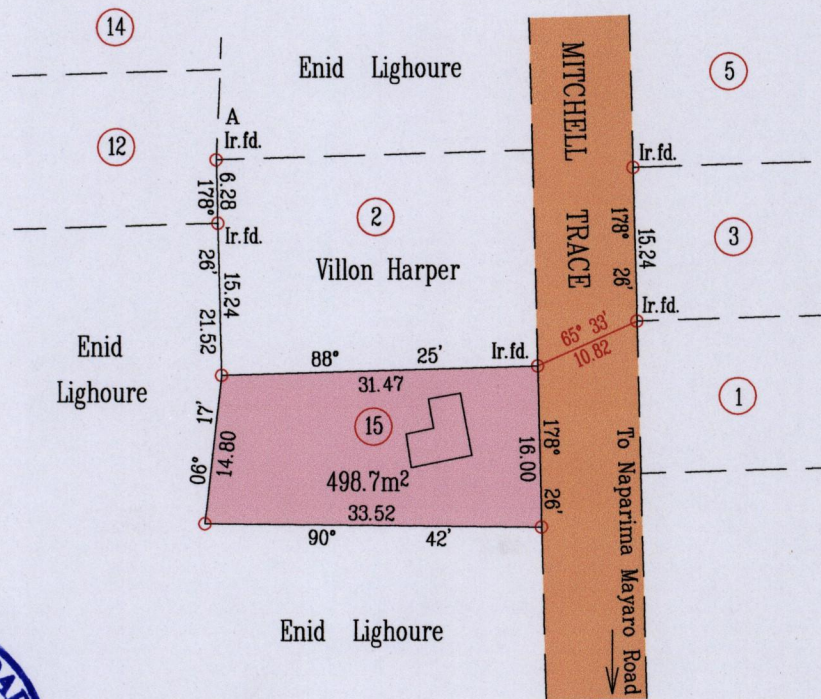 14
Enid Lighoure
MITCHELL TRACE
5
A
Ir.fd.
12
Ir.fd.
6.28
178° 26'
2
178° 26'
15.24
3
Ir.fd.
Villon Harper
15.24
21.52
Ir.fd.
65° 33'
10.82
Enid
Lighoure
88° 25'
Ir.fd.
31.47
1
15
17'
14.80
06°
178° 26'
16.00
To Naparima Mayaro Road
498.7m²
33.52
90° 42'
Enid Lighoure